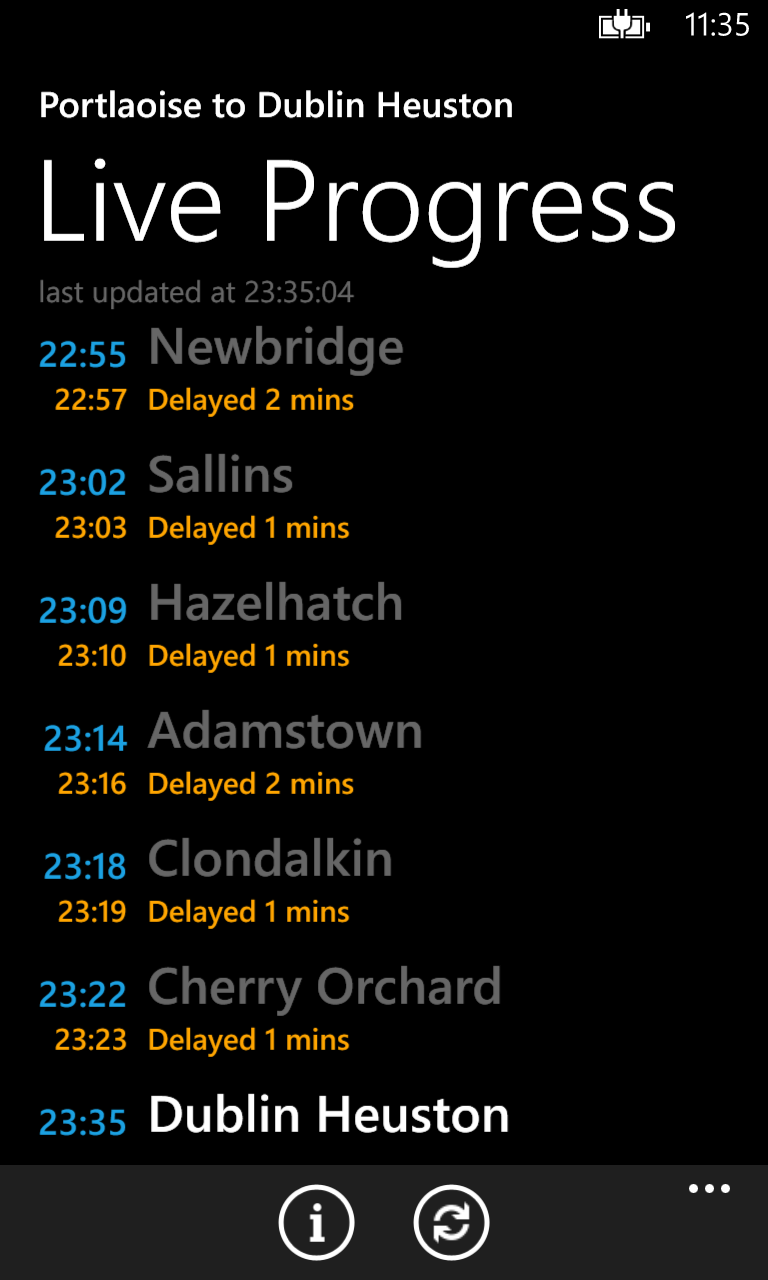 11:35
Portlaoise to Dublin Heuston
Live Progress
last updated at 23:35:04
22:55 Newbridge
22:57 Delayed 2 mins
23:02 Sallins
23:03 Delayed 1 mins
23:09 Hazelhatch
23:10 Delayed 1 mins
23:14 Adamstown
23:16 Delayed 2 mins
23:18 Clondalkin
23:19 Delayed 1 mins
23:22 Cherry Orchard
23:23 Delayed 1 mins
23:35 Dublin Heuston